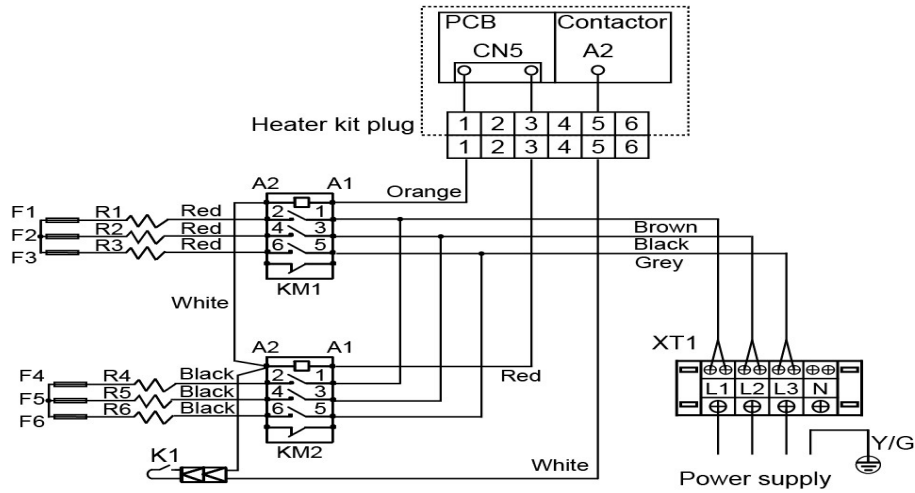 PCB Contactor
CN5 A2
Heater kit plug 1 2 3 4 5 6
1 2 3 4 5 6
A2 A1 Orange
F1 R1 Red 2 1
F2 R2 Red 4 3 Brown
F3 R3 Red 6 5 Black
Grey
KM1
White
XT1
A2 A1
F4 R4 Black 2 1 Red L1 L2 L3 N
F5 R5 Black 4 3
F6 R6 Black 6 5
KM2 Y/G
K1 White
Power supply